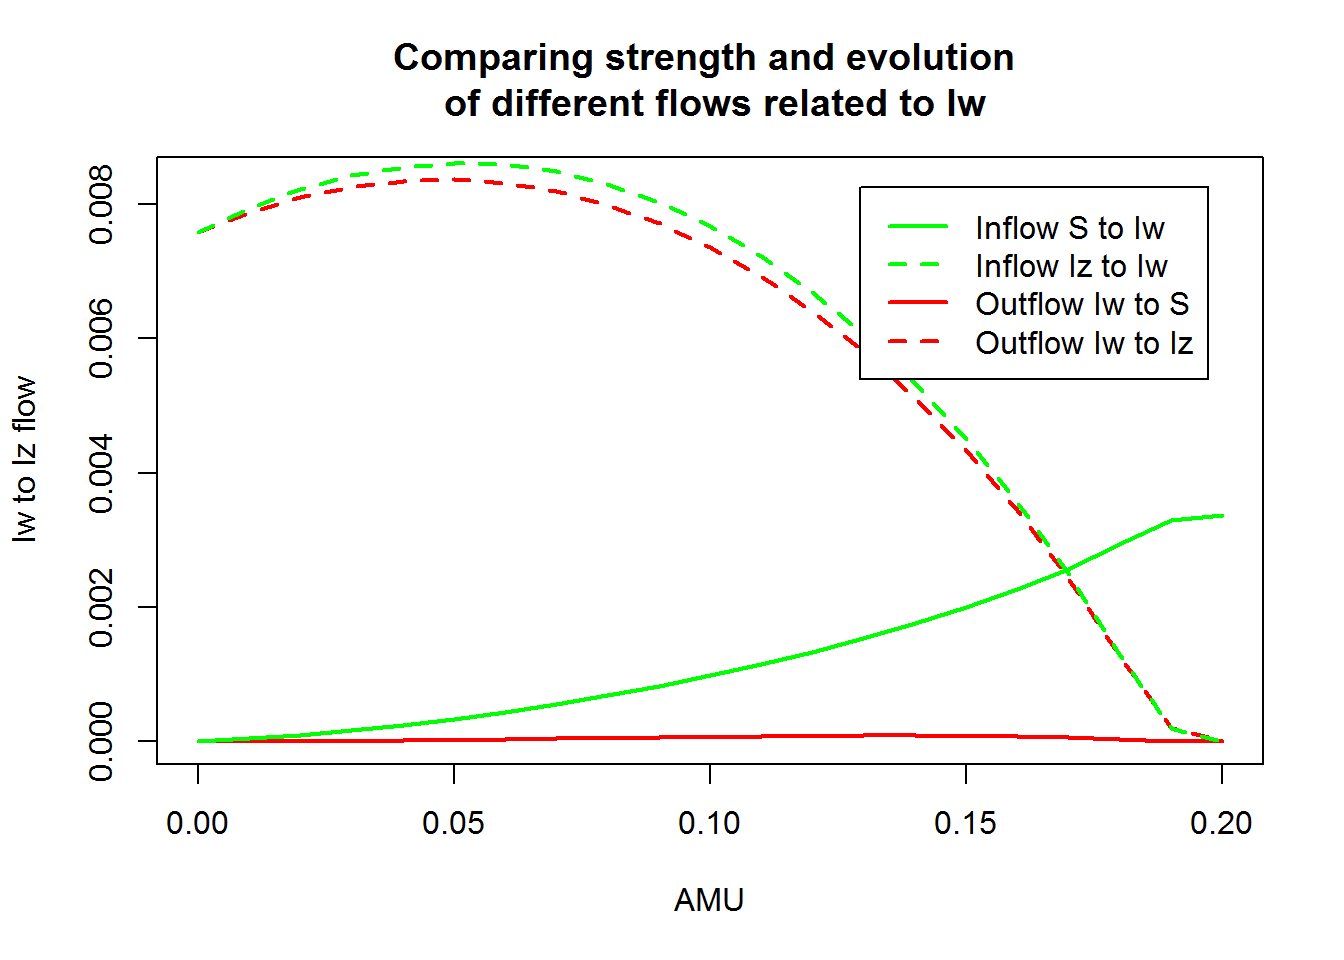 Comparing strength and evolution
of different flows related to Iw
Iw to Iz flow
0.008
0.006
0.004
0.002
0.000
Inflow S to Iw
Inflow Iz to Iw
Outflow Iw to S
Outflow Iw to Iz
0.00
0.05
0.10
0.15
0.20
AMU